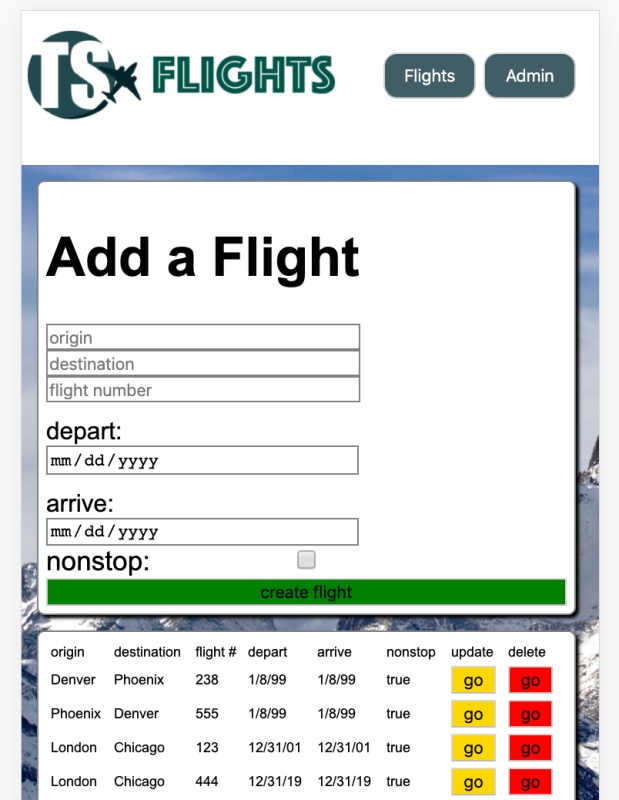 TS FLIGHTS
Flights
Admin
Add a Flight
origin
destination
flight number
depart:
mm/dd/yyyy
arrive:
mm/dd/yyyy
nonstop:
create flight
origin destination flight # depart arrive nonstop update delete
Denver Phoenix 238 1/8/99 1/8/99 true go go
Phoenix Denver 555 1/8/99 1/8/99 true go go
London Chicago 123 12/31/01 12/31/01 true go go
London Chicago 444 12/31/19 12/31/19 true go go